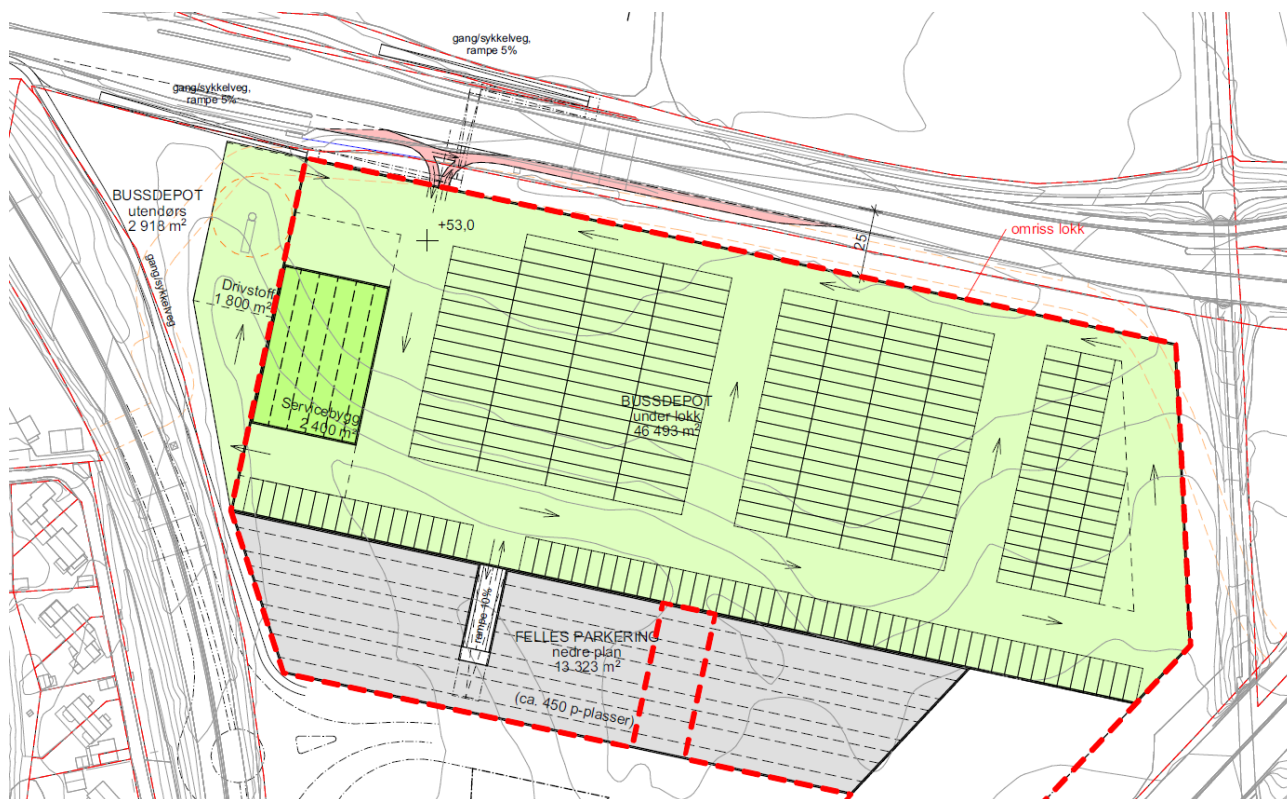 gang/sykkelveg,
rampe 5%
gang/sykkelveg,
rampe 5%
BUSSDEPOT
utendørs
2 918 m²
+53,0
25
omriss lokk
gang/sykkelveg
Drivstoff
1 800 m²
Servicebygg
2 400 m²
BUSSDEPOT
under lokk
46 493 m²
rampe 10%
FELLES PARKERING
nedre plan
13 323 m²
(ca. 450 p-plasser)